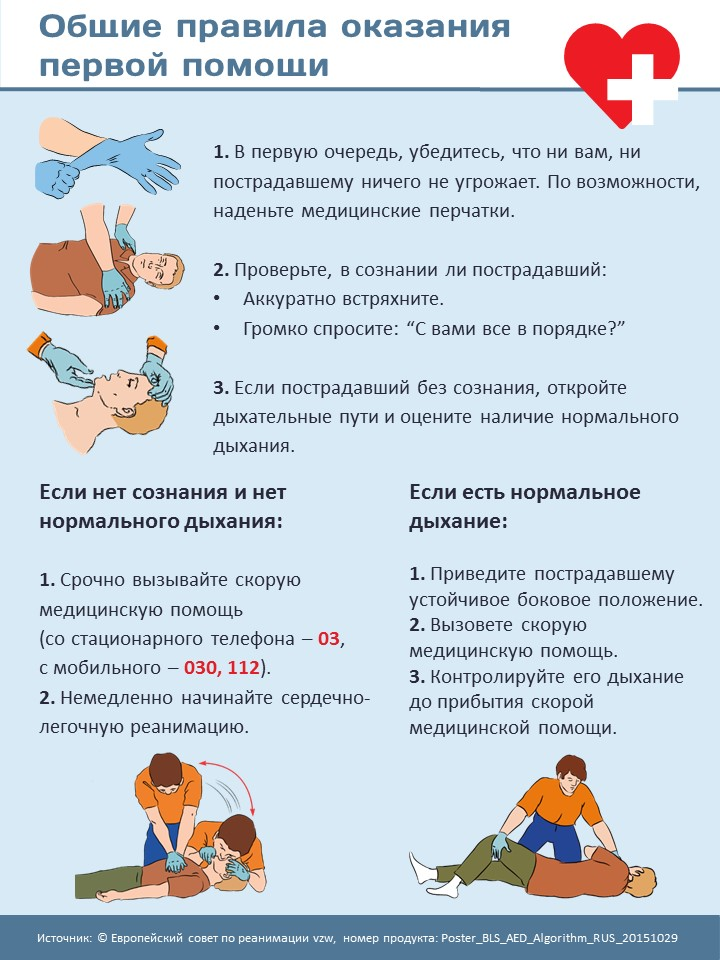 Общие правила оказания
первой помощи
1. В первую очередь, убедитесь, что ни вам, ни
пострадавшему ничего не угрожает. По возможности,
наденьте медицинские перчатки.
2. Проверьте, в сознании ли пострадавший:
• Аккуратно встряхните.
• Громко спросите: “С вами все в порядке?”
3. Если пострадавший без сознания, откройте
дыхательные пути и оцените наличие нормального
дыхания.
Если нет сознания и нет
нормального дыхания:
1. Срочно вызывайте скорую
медицинскую помощь
(со стационарного телефона – 03,
с мобильного – 030, 112).
2. Немедленно начинайте сердечно-
легочную реанимацию.
Если есть нормальное
дыхание:
1. Приведите пострадавшему
устойчивое боковое положение.
2. Вызовете скорую
медицинскую помощь.
3. Контролируйте его дыхание
до прибытия скорой
медицинской помощи.
Источник: © Европейский совет по реанимации vzw, номер продукта: Poster_BLS_AED_Algorithm_RUS_20151029